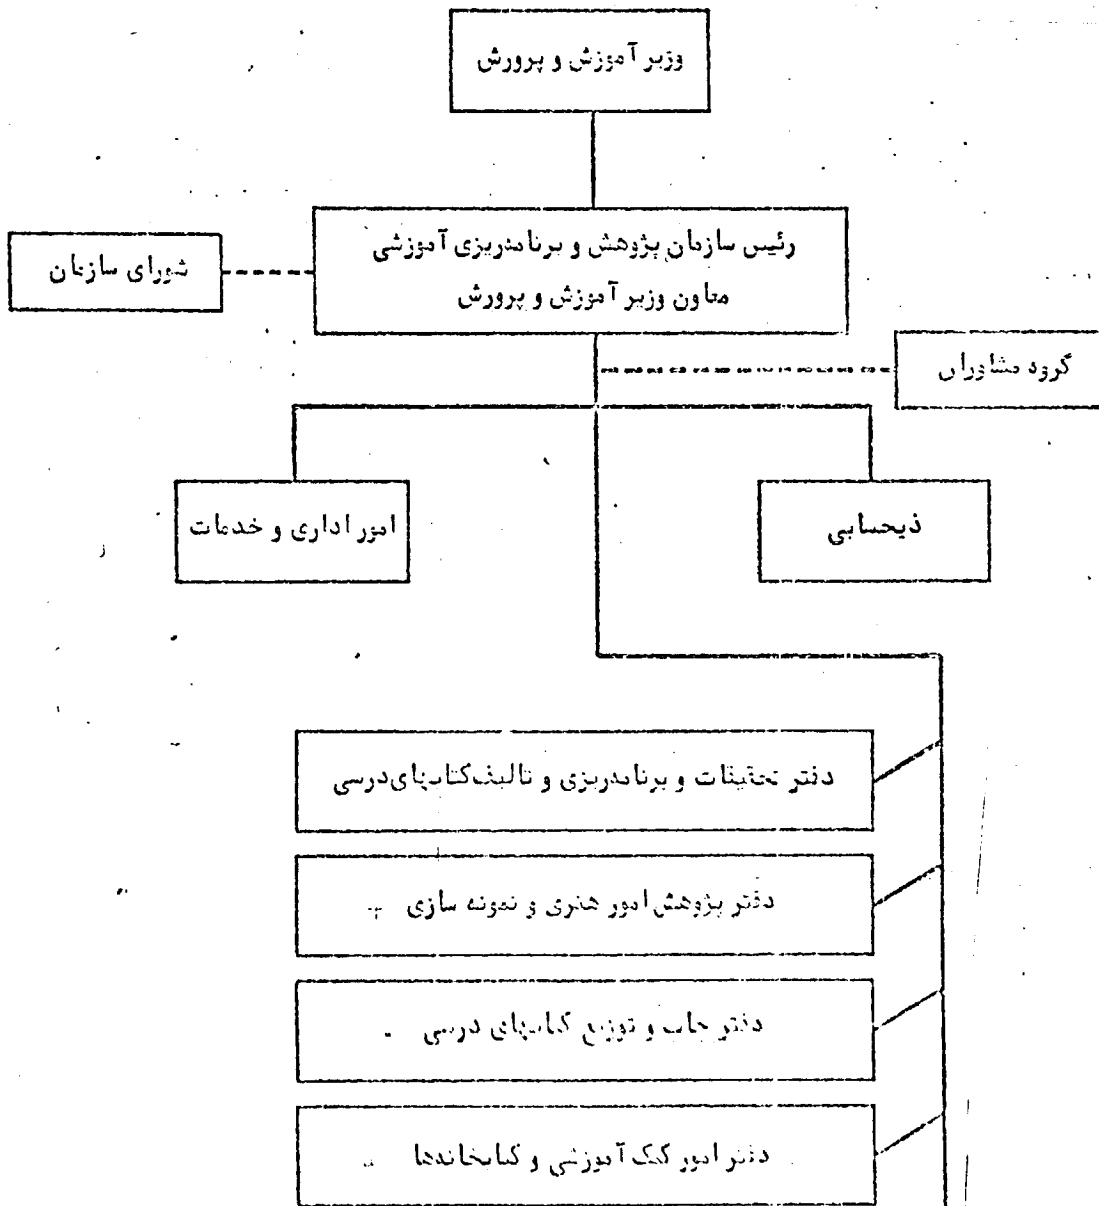 وزیر آموزش و پرورش
رئیس سازمان پژوهش و برنامه‌ریزی آموزشی
معاون وزیر آموزش و پرورش
شورای سازمان
گروه مشاوران
ذیحسابی
امور اداری و خدمات
دفتر تحقیقات و برنامه‌ریزی و تالیف کتابهای درسی
دفتر پژوهش امور هنری و نمونه سازی
دفتر چاپ و توزیع کتابهای درسی
دفتر امور کمک آموزشی و کتابخانه‌ها